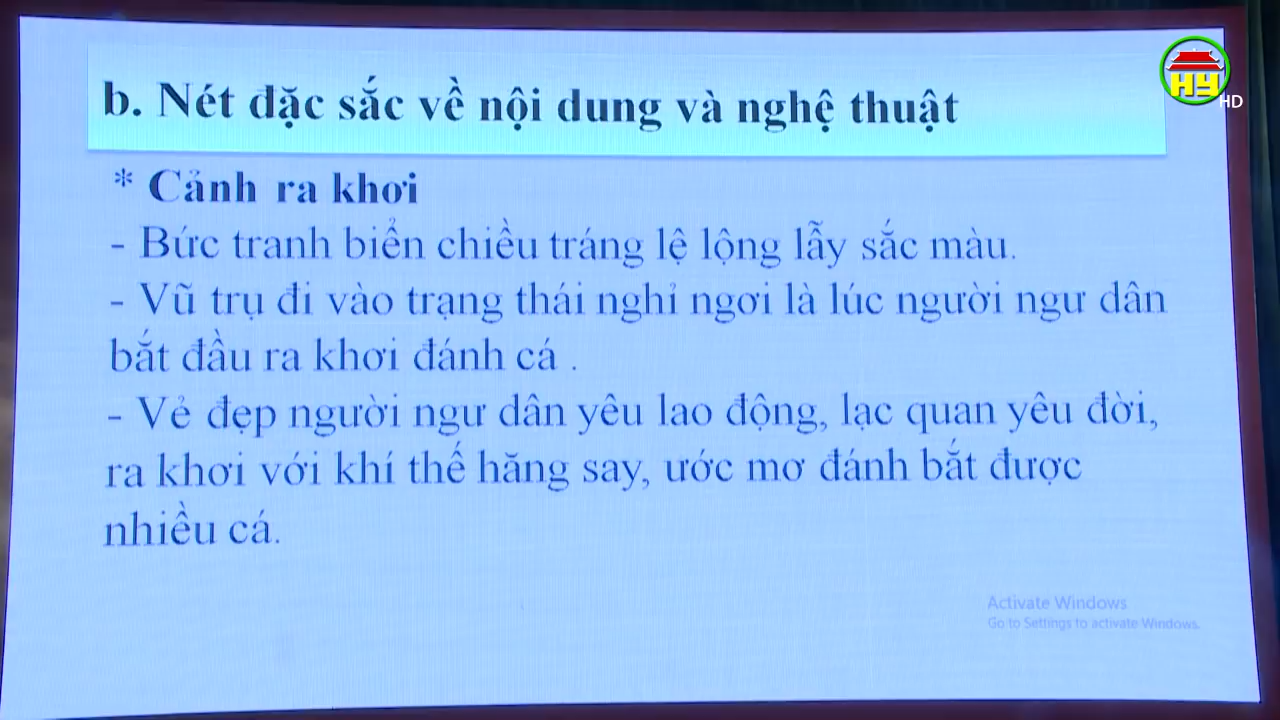 HY
HD
b. Nét đặc sắc về nội dung và nghệ thuật
* Cảnh ra khơi
- Bức tranh biển chiều tráng lệ lộng lẫy sắc màu.
- Vũ trụ đi vào trạng thái nghỉ ngơi là lúc người ngư dân
bắt đầu ra khơi đánh cá .
- Vẻ đẹp người ngư dân yêu lao động, lạc quan yêu đời,
ra khơi với khí thế hăng say, ước mơ đánh bắt được
nhiều cá.
Activate Windows
Go to Settings to activate Windows.